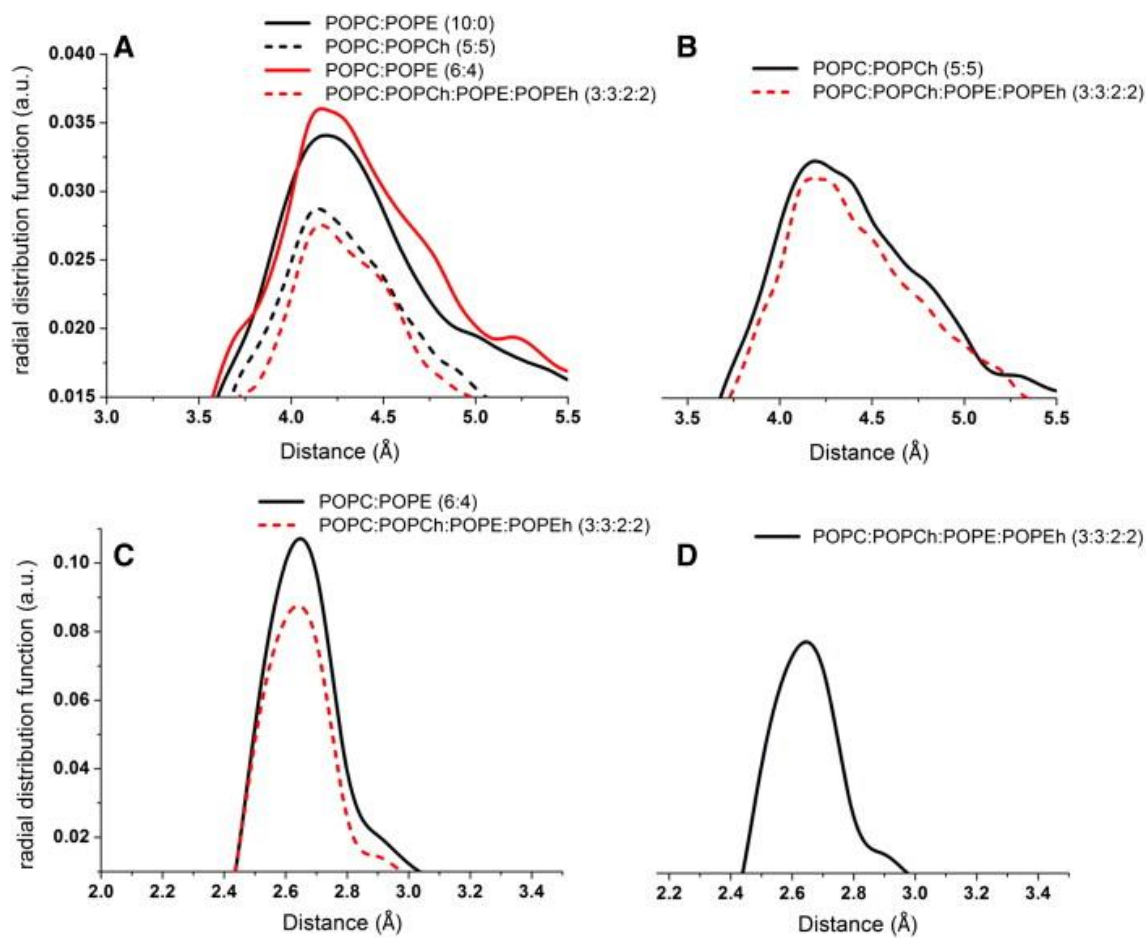 POPC:POPE (10:0)
POPC:POPCh (5:5)
POPC:POPE (6:4)
POPC:POPCh:POPE:POPEh (3:3:2:2)
A
radial distribution function (a.u.)
0.040
0.035
0.030
0.025
0.020
0.015
3.0 3.5 4.0 4.5 5.0 5.5
Distance (Å)
POPC:POPCh (5:5)
POPC:POPCh:POPE:POPEh (3:3:2:2)
B
3.5 4.0 4.5 5.0 5.5
Distance (Å)
POPC:POPE (6:4)
POPC:POPCh:POPE:POPEh (3:3:2:2)
C
radial distribution function (a.u.)
0.10
0.08
0.06
0.04
0.02
2.0 2.2 2.4 2.6 2.8 3.0 3.2 3.4
Distance (Å)
POPC:POPCh:POPE:POPEh (3:3:2:2)
D
2.2 2.4 2.6 2.8 3.0 3.2 3.4
Distance (Å)